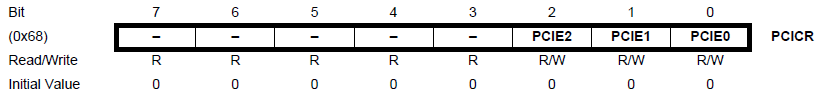 Bit 7 6 5 4 3 2 1 0
(0x68) – – – – – PCIE2 PCIE1 PCIE0 PCICR
Read/Write R R R R R R/W R/W R/W
Initial Value 0 0 0 0 0 0 0 0